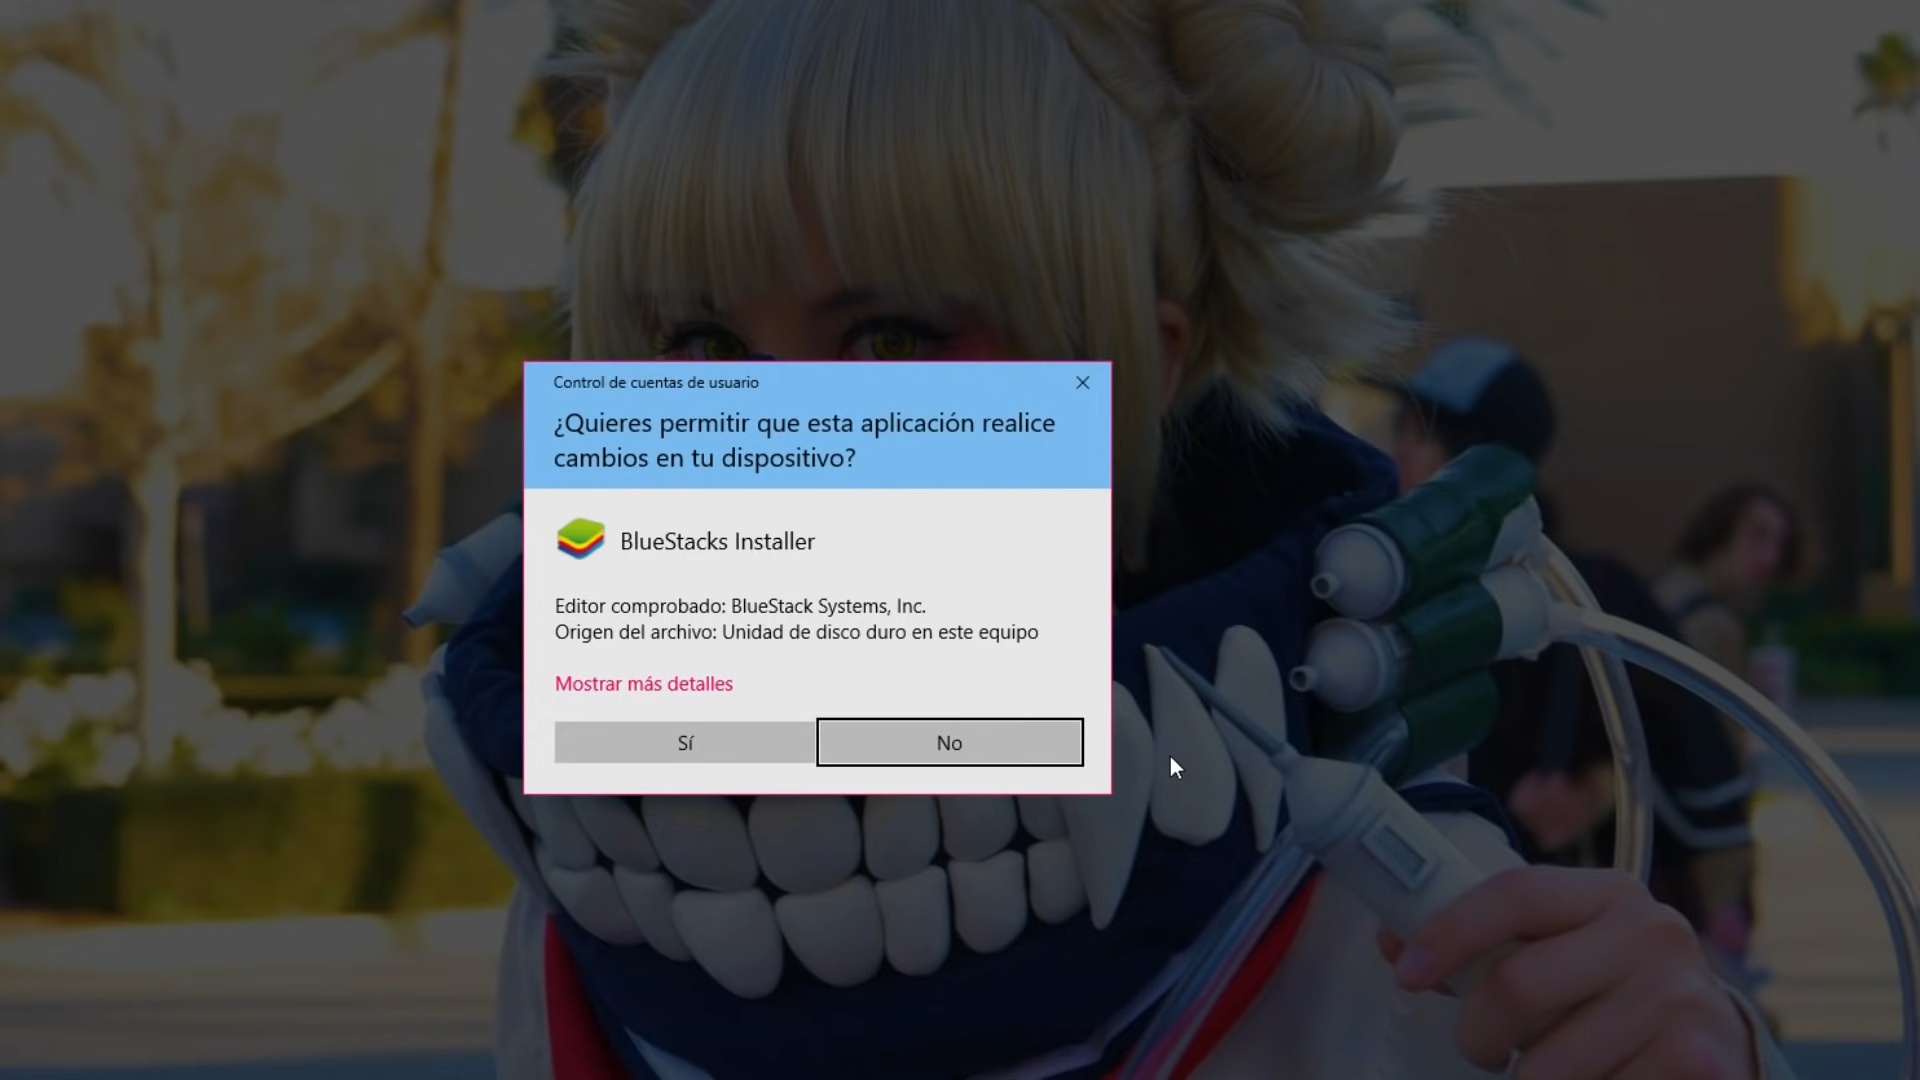 Control de cuentas de usuario
¿Quieres permitir que esta aplicación realice
cambios en tu dispositivo?
BlueStacks Installer
Editor comprobado: BlueStack Systems, Inc.
Origen del archivo: Unidad de disco duro en este equipo
Mostrar más detalles
Sí
No